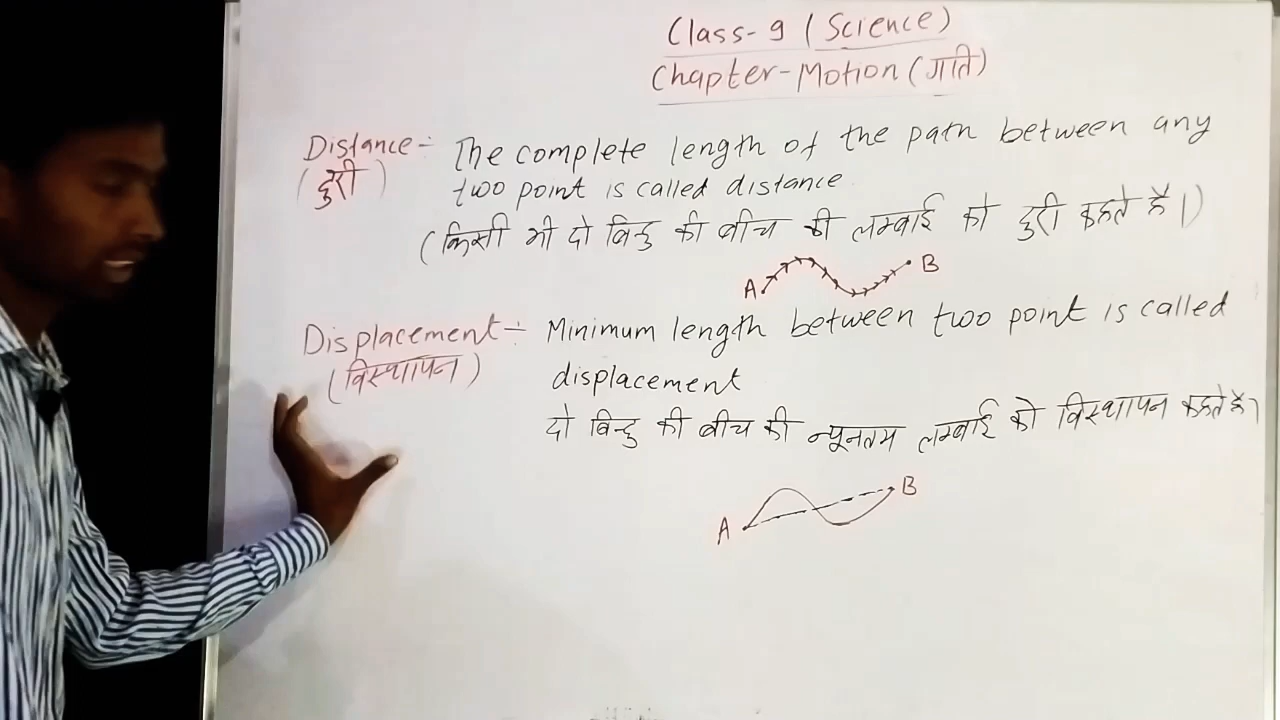 Class-9 (Science)
Chapter-Motion (गति)
Distance:- The complete length of the path between any
(दुरी) two point is called distance
(किसी भी दो बिन्दु की बीच की लम्बाई को दुरी कहते हैं।)
A B
Displacement:- Minimum length between two point is called
(विस्थापन) displacement
दो बिन्दु की बीच की न्यूनतम लम्बाई को विस्थापन कहते हैं।
A B